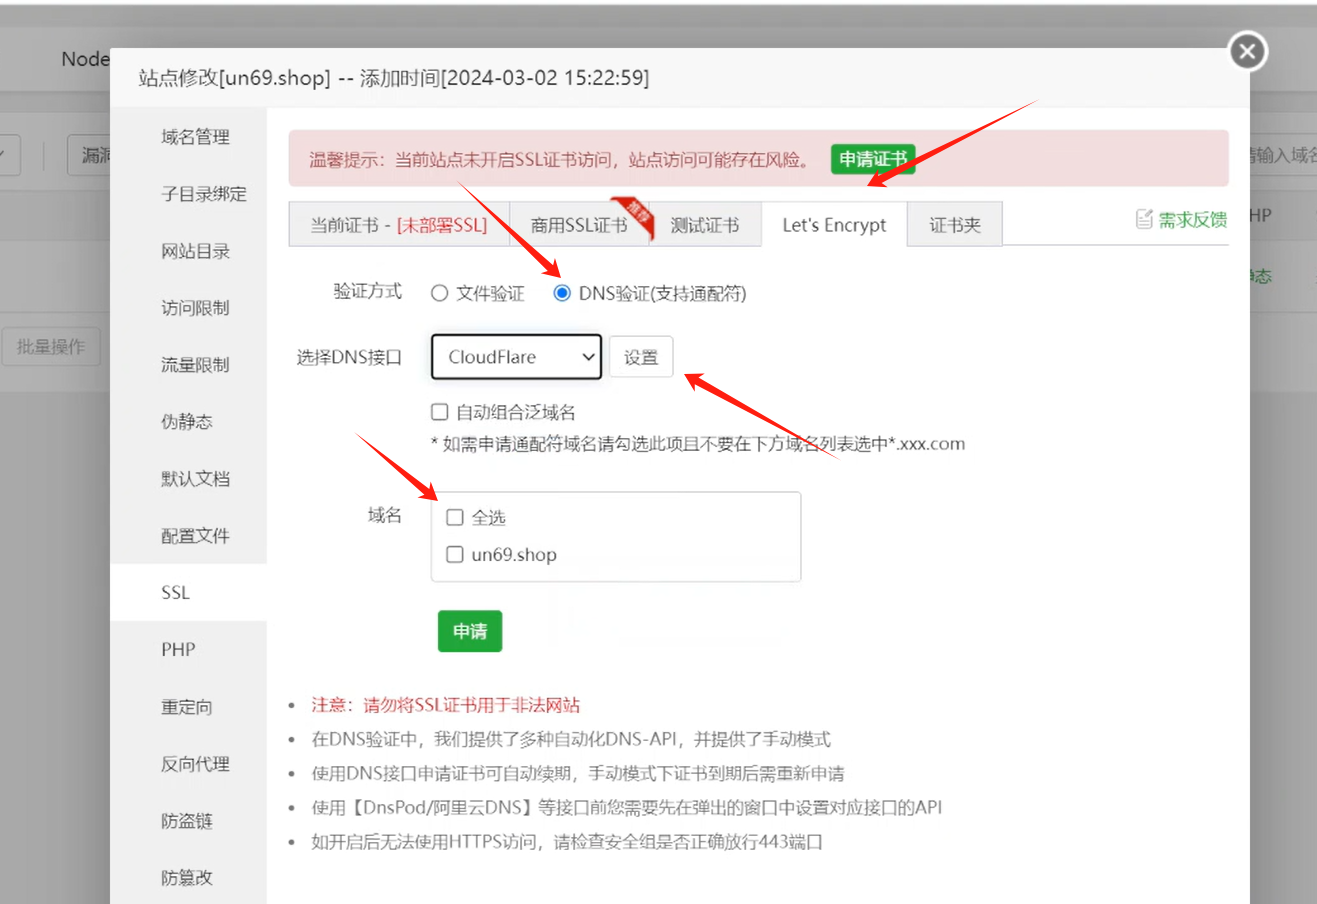 Node
站点修改[un69.shop] -- 添加时间[2024-03-02 15:22:59]
域名管理
子目录绑定
网站目录
访问限制
流量限制
伪静态
默认文档
配置文件
SSL
PHP
重定向
反向代理
防盗链
防篡改
漏洞
批量操作
温馨提示：当前站点未开启SSL证书访问，站点访问可能存在风险。 申请证书
当前证书 - [未部署SSL] 商用SSL证书 推荐 测试证书 Let's Encrypt 证书夹 需求反馈
验证方式 文件验证 DNS验证(支持通配符)
选择DNS接口 CloudFlare 设置
自动组合泛域名
* 如需申请通配符域名请勾选此项目不要在下方域名列表选中*.xxx.com
域名 全选
un69.shop
申请
注意：请勿将SSL证书用于非法网站
在DNS验证中，我们提供了多种自动化DNS-API，并提供了手动模式
使用DNS接口申请证书可自动续期，手动模式下证书到期后需重新申请
使用【DnsPod/阿里云DNS】等接口前您需要先在弹出的窗口中设置对应接口的API
如开启后无法使用HTTPS访问，请检查安全组是否正确放行443端口
请输入域名
HP
静态